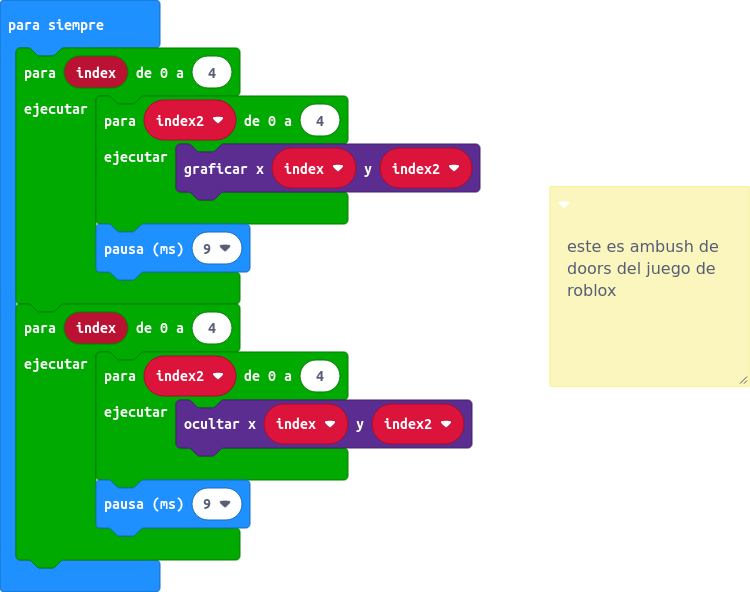 para siempre
para index de 0 a 4
ejecutar
para index2 de 0 a 4
ejecutar
graficar x index y index2
pausa (ms) 9
para index de 0 a 4
ejecutar
para index2 de 0 a 4
ejecutar
ocultar x index y index2
pausa (ms) 9
este es ambush de
doors del juego de
roblox